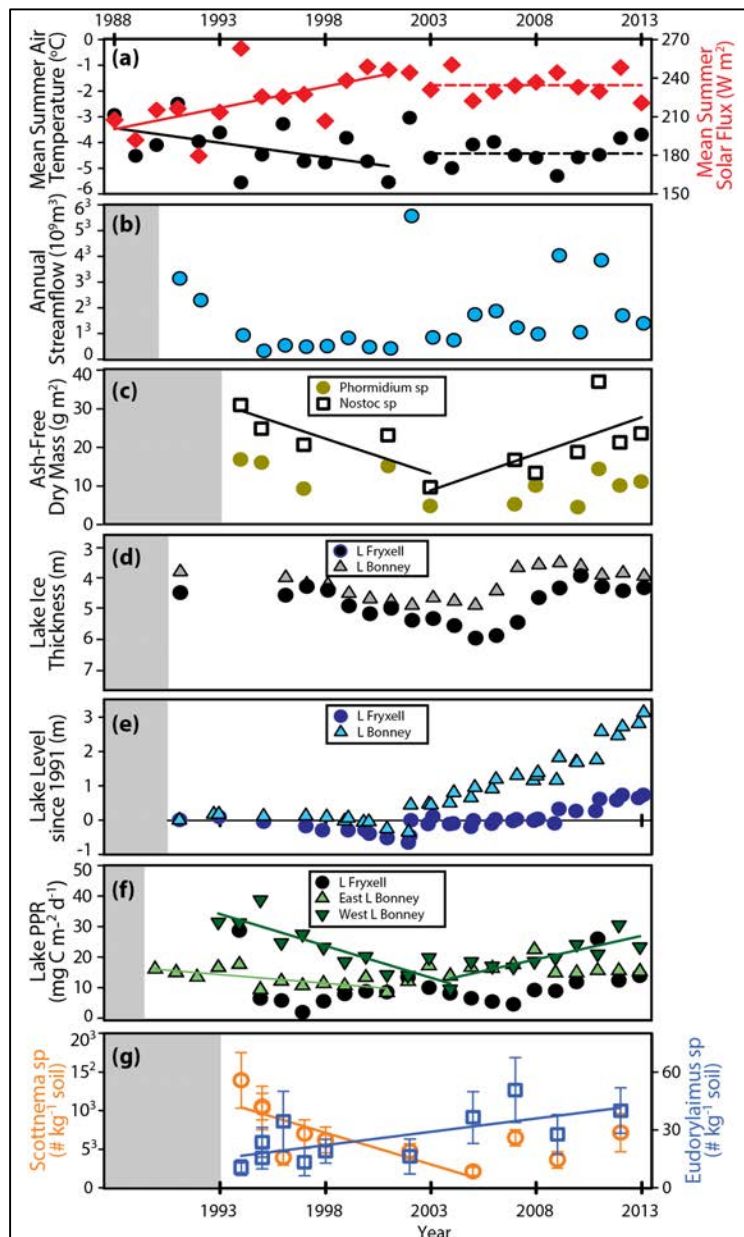 1988 1993 1998 2003 2008 2013
(a)
Mean Summer Air
Temperature (ºC)
0
-1
-2
-3
-4
-5
-6
270
240
210
180
150
Mean Summer
Solar Flux (W m²)
(b)
Annual
Streamflow (10⁹m³)
6³
5³
4³
3³
2³
1³
0
(c)
Ash-Free
Dry Mass (g m²)
40
30
20
10
0
Phormidium sp
Nostoc sp
(d)
Lake Ice
Thickness (m)
3
4
5
6
7
L Fryxell
L Bonney
(e)
Lake Level
since 1991 (m)
3
2
1
0
-1
L Fryxell
L Bonney
(f)
Lake PPR
(mg C m-² d⁻¹)
50
40
30
20
10
0
L Fryxell
East L Bonney
West L Bonney
(g)
Scottnema sp
(# kg⁻¹ soil)
20³
15²
10³
5³
0
60
40
20
0
Eudorylaimus sp
(# kg⁻¹ soil)
1993 1998 2003 2008 2013
Year